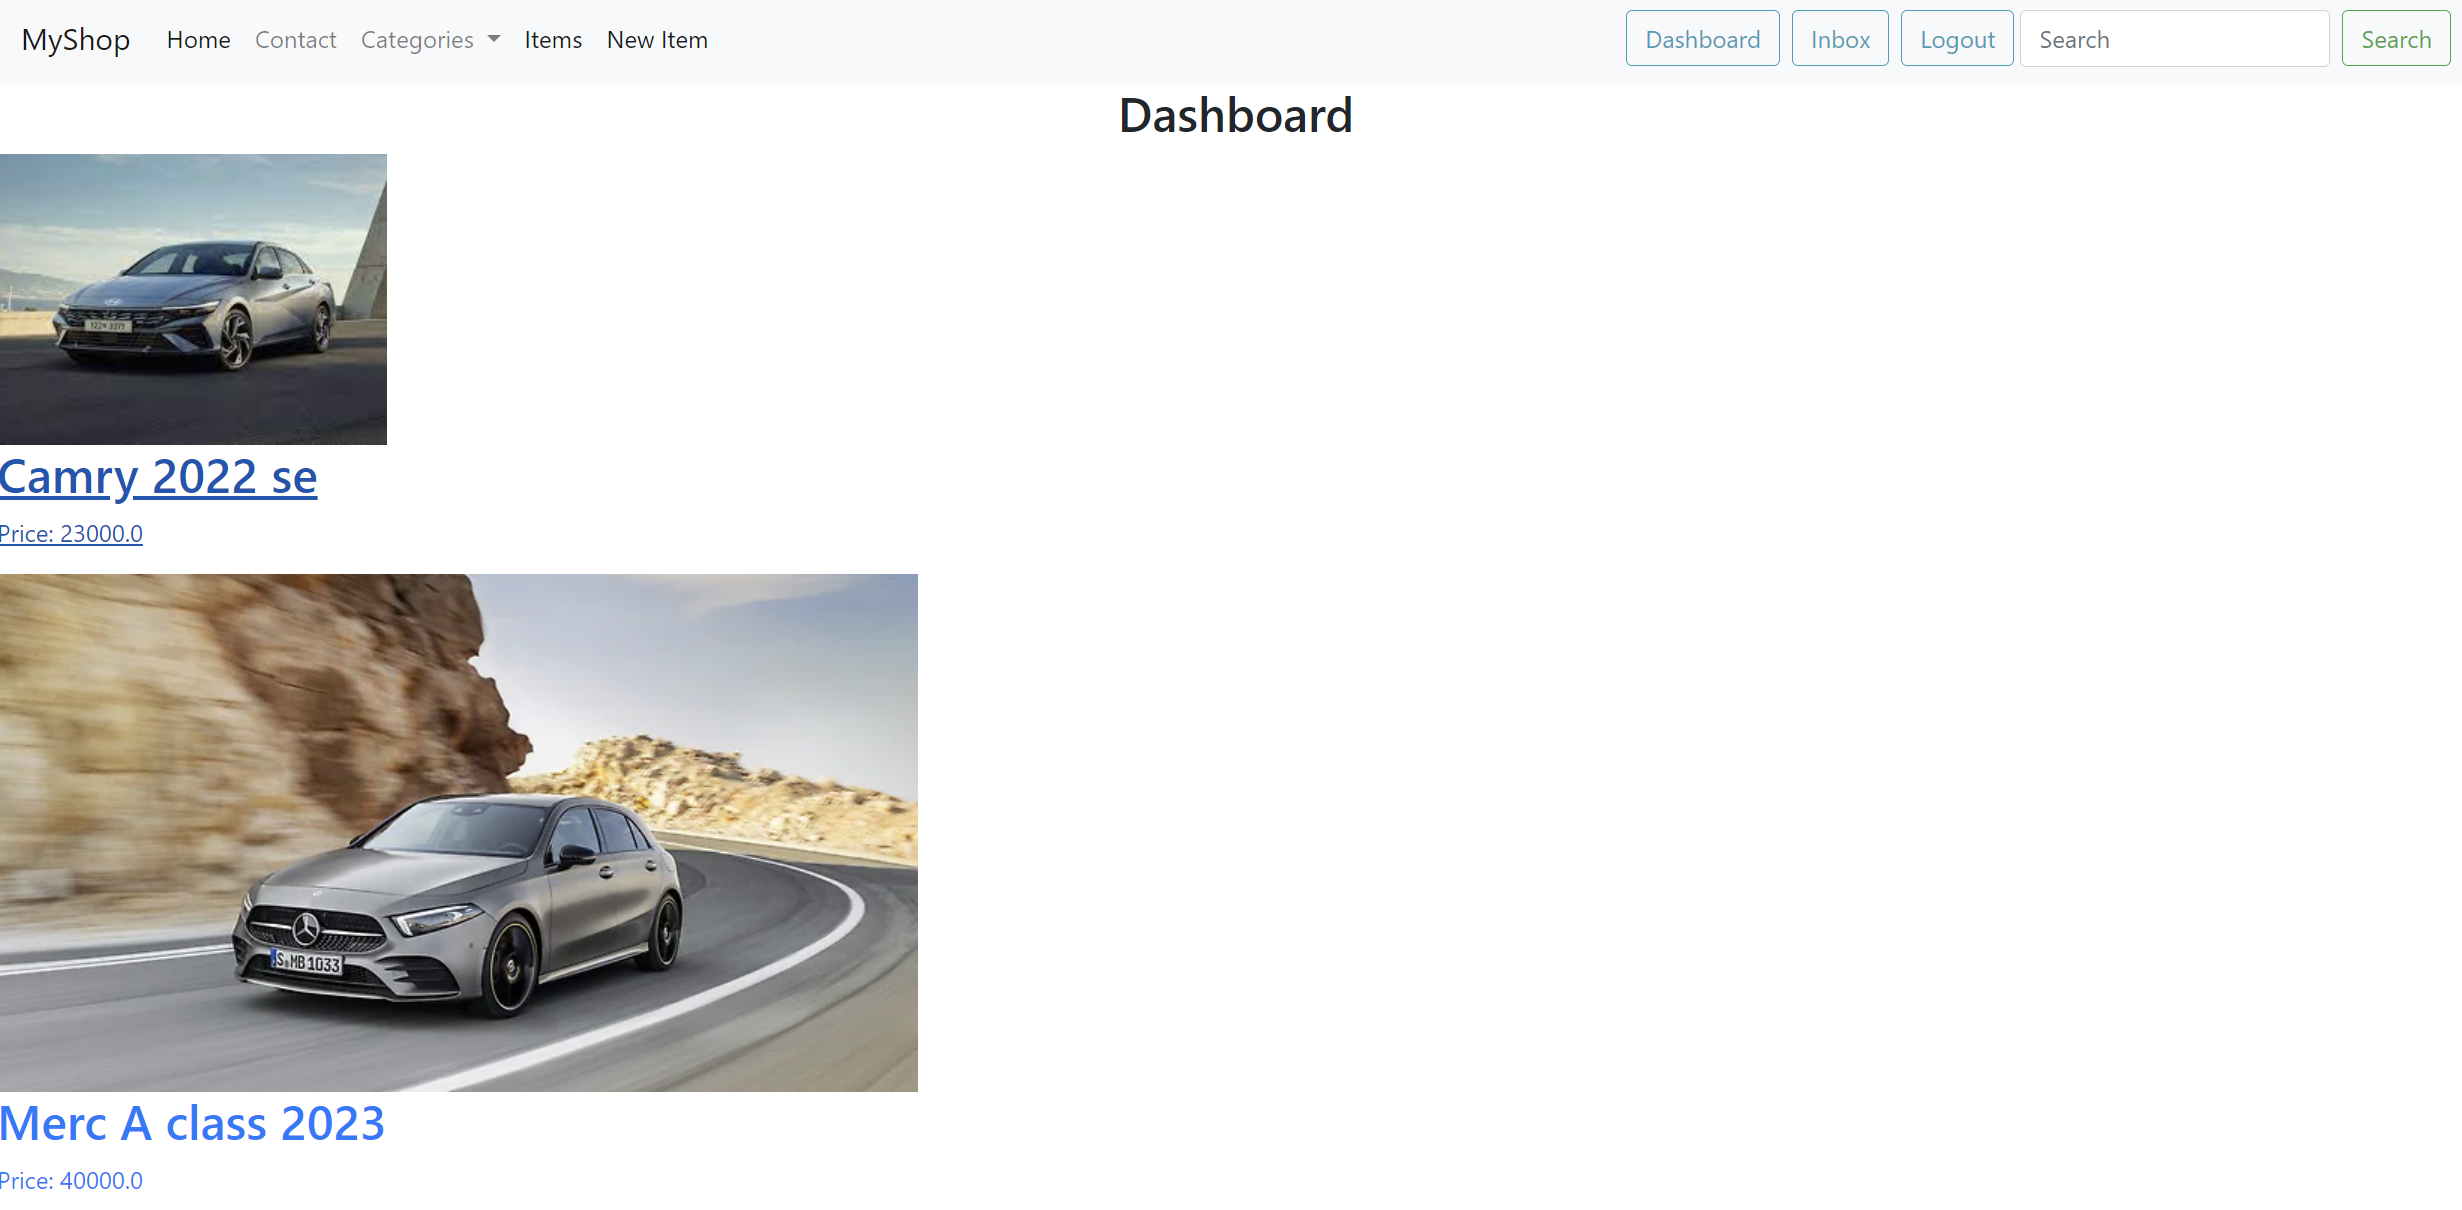 MyShop Home Contact Categories Items New Item Dashboard Inbox Logout Search Search
Dashboard
Camry 2022 se
Price: 23000.0
S MB 1033
Merc A class 2023
Price: 40000.0